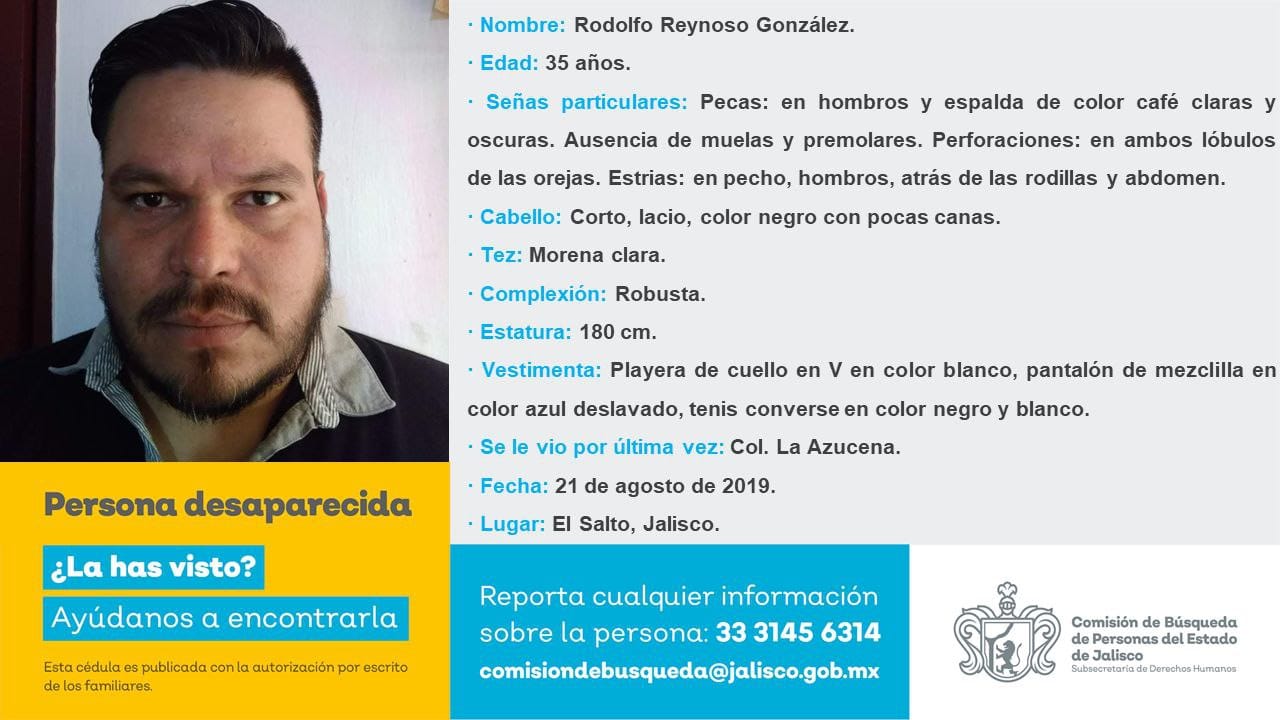 · Nombre: Rodolfo Reynoso González.
· Edad: 35 años.
· Señas particulares: Pecas: en hombros y espalda de color café claras y
oscuras. Ausencia de muelas y premolares. Perforaciones: en ambos lóbulos
de las orejas. Estrias: en pecho, hombros, atrás de las rodillas y abdomen.
· Cabello: Corto, lacio, color negro con pocas canas.
· Tez: Morena clara.
· Complexión: Robusta.
· Estatura: 180 cm.
· Vestimenta: Playera de cuello en V en color blanco, pantalón de mezclilla en
color azul deslavado, tenis converse en color negro y blanco.
· Se le vio por última vez: Col. La Azucena.
· Fecha: 21 de agosto de 2019.
· Lugar: El Salto, Jalisco.
Persona desaparecida
¿La has visto?
Ayúdanos a encontrarla
Esta cédula es publicada con la autorización por escrito
de los familiares.
Reporta cualquier información
sobre la persona: 33 3145 6314
comisiondebusqueda@jalisco.gob.mx
Comisión de Búsqueda
de Personas del Estado
de Jalisco
Subsecretaría de Derechos Humanos